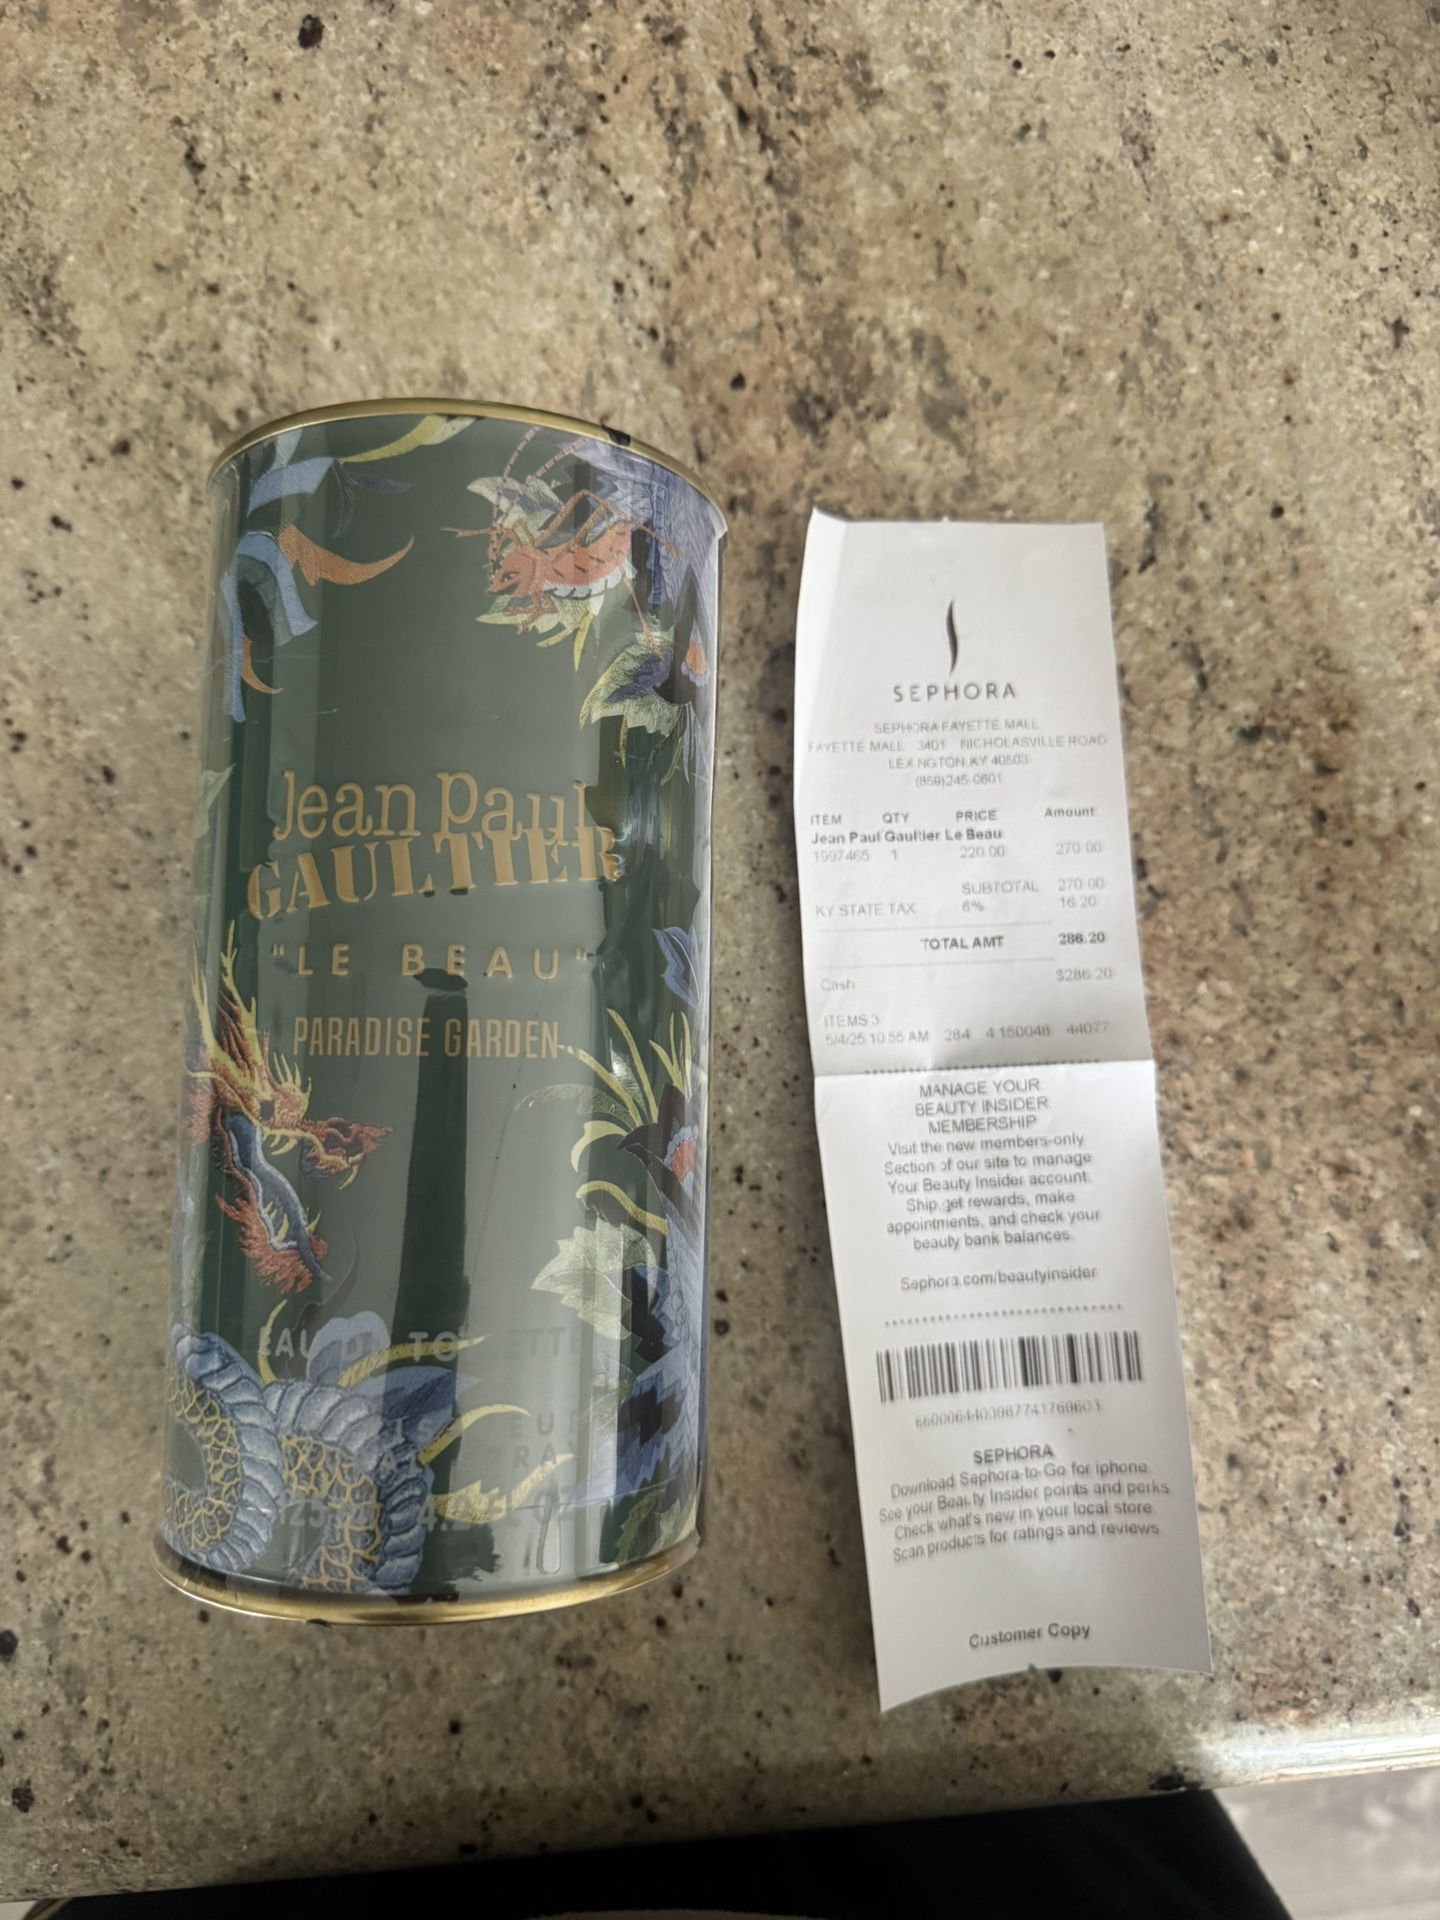 Jean Paul
GAULTIER
"LE BEAU"
PARADISE GARDEN
SEPHORA
SEPHORA FAYETTE MALL
FAYETTE MALL 3401 NICHOLASVILLE ROAD
LEXINGTON KY 40503
(859)245-0601
ITEM QTY PRICE Amount
Jean Paul Gaultier Le Beau
1997465 1 220.00 270.00
SUBTOTAL 270.00
KY STATE TAX 6% 16.20
TOTAL AMT 286.20
Cash $286.20
ITEMS 3
5/4/25 10:55 AM 284 4150048 44077
MANAGE YOUR
BEAUTY INSIDER
MEMBERSHIP
Visit the new members-only
Section of our site to manage
Your Beauty Insider account.
Ship, get rewards, make
appointments, and check your
beauty bank balances.
Sephora.com/beautyinsider
SEPHORA
Download Sephora-to-Go for iphone.
See your Beauty Insider points and perks.
Check what's new in your local store.
Scan products for ratings and reviews.
Customer Copy